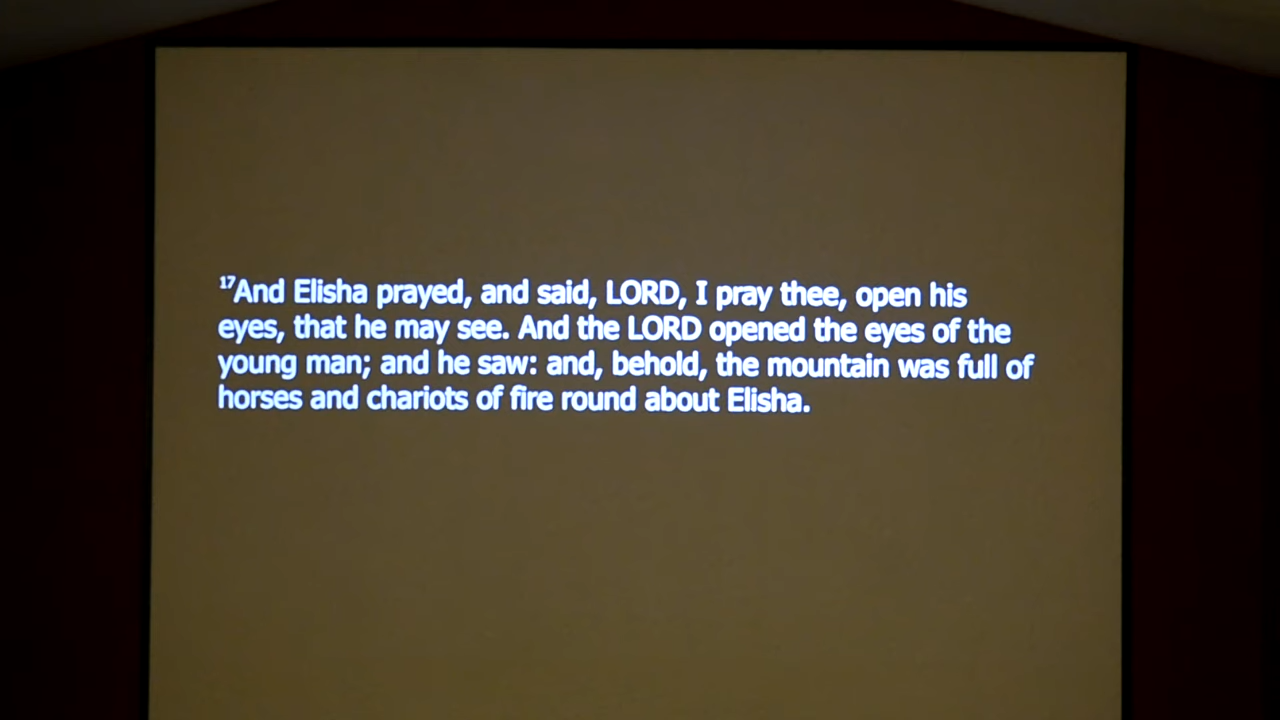 ¹⁷And Elisha prayed, and said, LORD, I pray thee, open his
eyes, that he may see. And the LORD opened the eyes of the
young man; and he saw: and, behold, the mountain was full of
horses and chariots of fire round about Elisha.